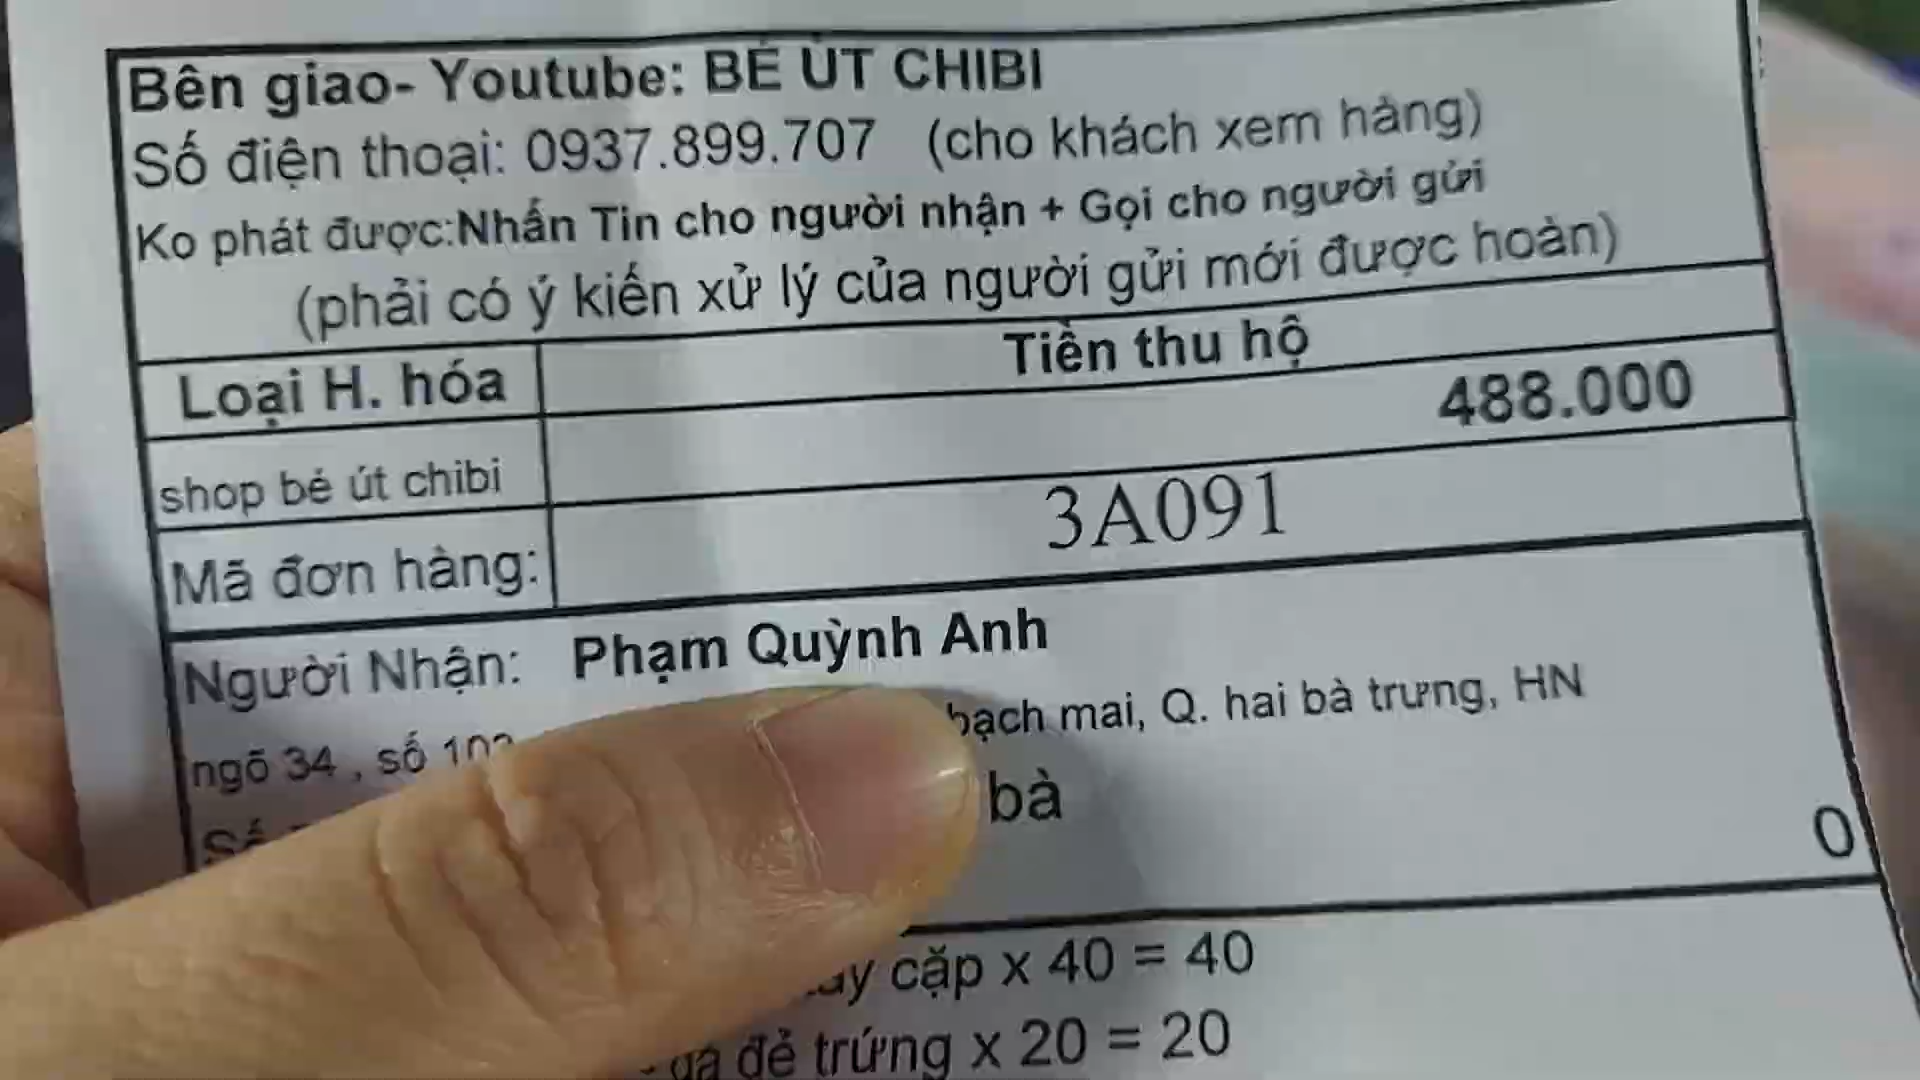 Bên giao- Youtube: BÉ ÚT CHIBI
Số điện thoại: 0937.899.707 (cho khách xem hàng)
Ko phát được:Nhấn Tin cho người nhận + Gọi cho người gửi
(phải có ý kiến xử lý của người gửi mới được hoàn)
Loại H. hóa Tiền thu hộ
shop bé út chibi 488.000
Mã đơn hàng: 3A091
Người Nhận: Phạm Quỳnh Anh
ngõ 34 , số bạch mai, Q. hai bà trưng, HN
Số bà
0
cặp x 40 = 40
đẻ trứng x 20 = 20